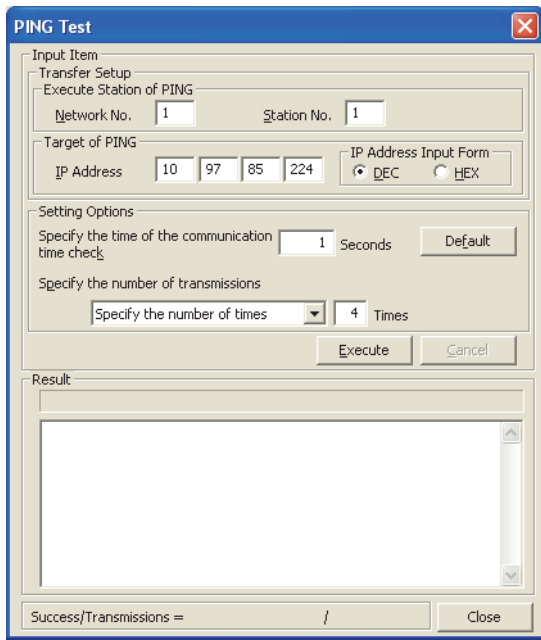 PING Test
Input Item
Transfer Setup
Execute Station of PING
Network No. 1 Station No. 1
Target of PING
IP Address 10 97 85 224
IP Address Input Form
DEC HEX
Setting Options
Specify the time of the communication
time check 1 Seconds Default
Specify the number of transmissions
Specify the number of times 4 Times
Execute Cancel
Result
Success/Transmissions = / Close